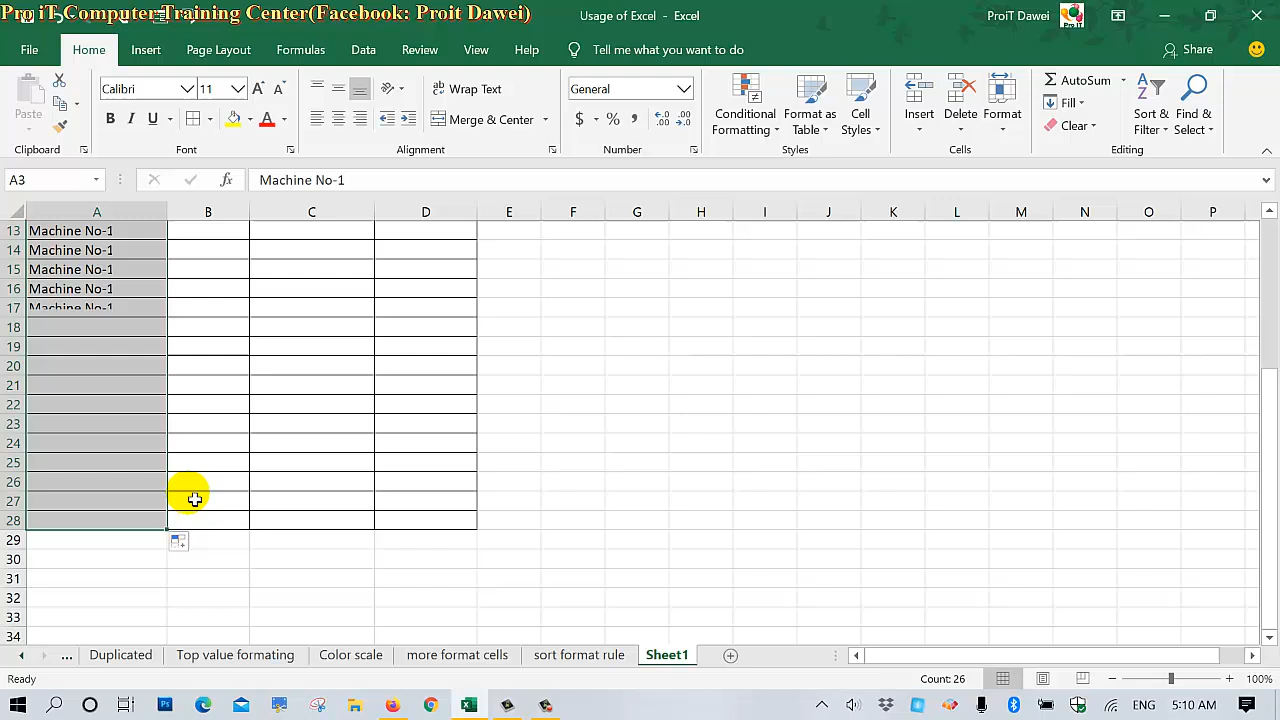 Pro iT Computer Training Center(Facebook: Proit Dawei)
Usage of Excel - Excel
ProiT Dawei
File Home Insert Page Layout Formulas Data Review View Help Tell me what you want to do Share
Calibri 11 Wrap Text General AutoSum
Paste Merge & Center Conditional Formatting Format as Table Cell Styles Insert Delete Format Fill Clear Sort & Filter Find & Select
Clipboard Font Alignment Number Styles Cells Editing
A3 fx Machine No-1
A B C D E F G H I J K L M N O P
13 Machine No-1
14 Machine No-1
15 Machine No-1
16 Machine No-1
17 Machine No-1
18
19
20
21
22
23
24
25
26
27
28
29
30
31
32
33
34
... Duplicated Top value formating Color scale more format cells sort format rule Sheet1
Ready Count: 26 100%
ENG 5:10 AM